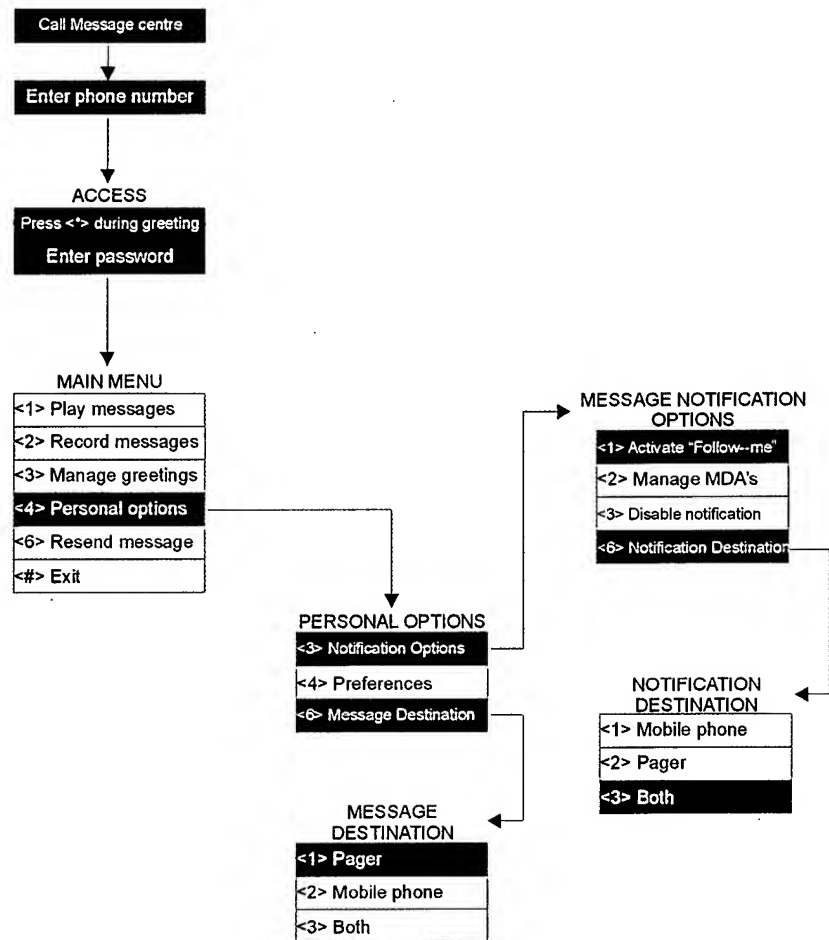 Call Message centre
Enter phone number
ACCESS
Press <*> during greeting
Enter password
MAIN MENU
<1> Play messages
<2> Record messages
<3> Manage greetings
<4> Personal options
<6> Resend message
<#> Exit
PERSONAL OPTIONS
<3> Notification Options
<4> Preferences
<6> Message Destination
MESSAGE
DESTINATION
<1> Pager
<2> Mobile phone
<3> Both
MESSAGE NOTIFICATION
OPTIONS
<1> Activate "Follow--me"
<2> Manage MDA's
<3> Disable notification
<6> Notification Destination
NOTIFICATION
DESTINATION
<1> Mobile phone
<2> Pager
<3> Both